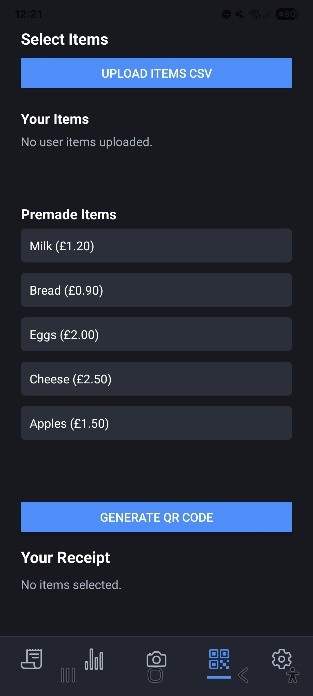 12:21
Select Items
UPLOAD ITEMS CSV
Your Items
No user items uploaded.
Premade Items
Milk (£1.20)
Bread (£0.90)
Eggs (£2.00)
Cheese (£2.50)
Apples (£1.50)
GENERATE QR CODE
Your Receipt
No items selected.